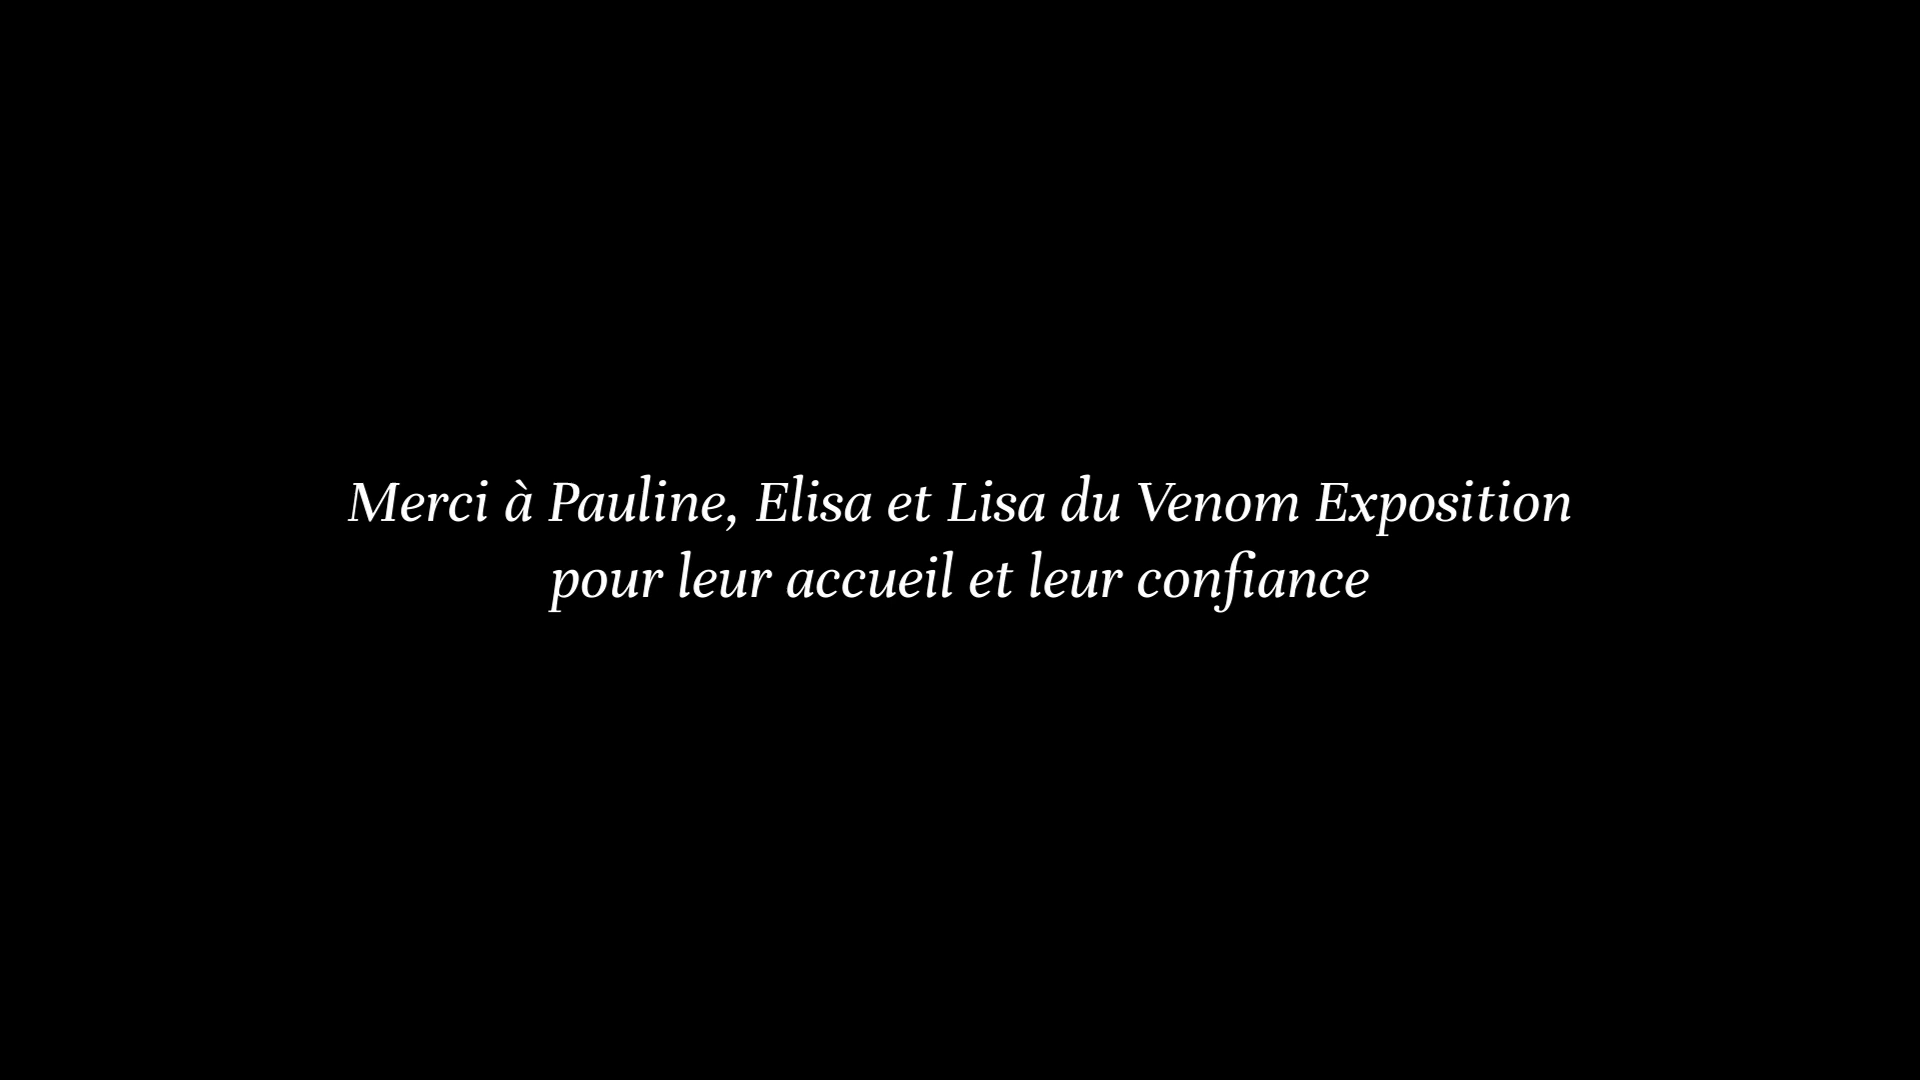 Merci à Pauline, Elisa et Lisa du Venom Exposition
pour leur accueil et leur confiance